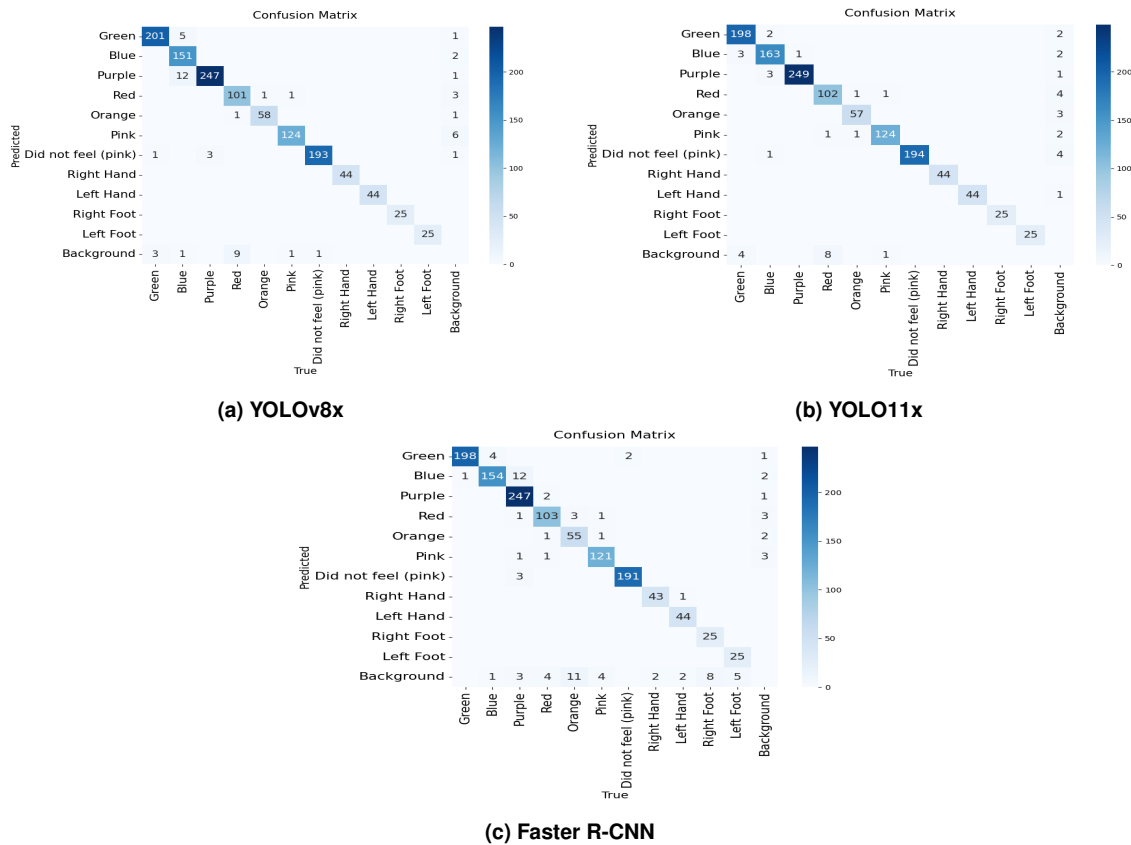 Confusion Matrix
Green 201 5 1
Blue 151 2
Purple 12 247 1
Red 101 1 1 3
Orange 1 58 1
Pink 124 6
Did not feel (pink) 1 3 193 1
Right Hand 44
Left Hand 44
Right Foot 25
Left Foot 25
Background 3 1 9 1 1
Predicted
Green Blue Purple Red Orange Pink Did not feel (pink) Right Hand Left Hand Right Foot Left Foot Background
True
200
150
100
50
0
(a) YOLOv8x
Confusion Matrix
Green 198 2 2
Blue 3 163 1 2
Purple 3 249 1
Red 102 1 1 4
Orange 57 3
Pink 1 1 124 2
Did not feel (pink) 1 194 4
Right Hand 44
Left Hand 44 1
Right Foot 25
Left Foot 25
Background 4 8 1
Predicted
Green Blue Purple Red Orange Pink Did not feel (pink) Right Hand Left Hand Right Foot Left Foot Background
True
200
150
100
50
0
(b) YOLO11x
Confusion Matrix
Green 198 4 2 1
Blue 1 154 12 2
Purple 247 2 1
Red 1 103 3 1 3
Orange 1 55 1 2
Pink 1 1 121 3
Did not feel (pink) 3 191
Right Hand 43 1
Left Hand 44
Right Foot 25
Left Foot 25
Background 1 3 4 11 4 2 2 8 5
Predicted
Green Blue Purple Red Orange Pink Did not feel (pink) Right Hand Left Hand Right Foot Left Foot Background
True
200
150
100
50
0
(c) Faster R-CNN